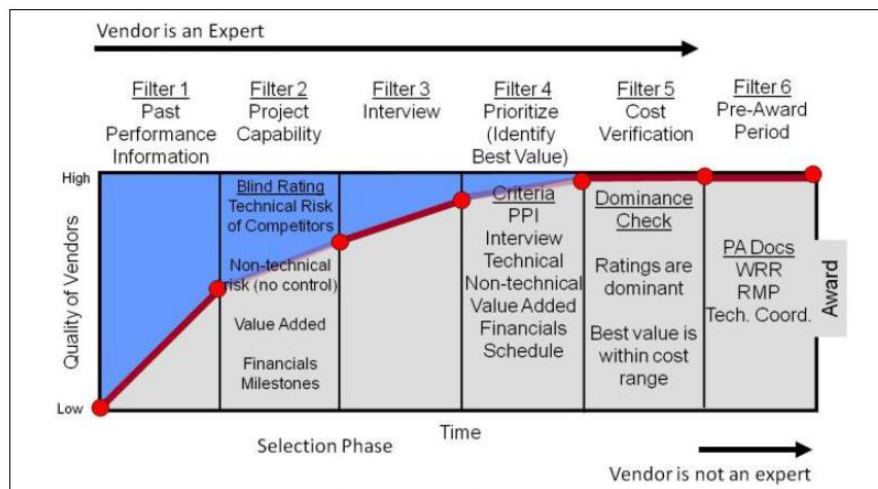 Vendor is an Expert
Filter 1
Past
Performance
Information
Filter 2
Project
Capability
Filter 3
Interview
Filter 4
Prioritize
(Identify
Best Value)
Filter 5
Cost
Verification
Filter 6
Pre-Award
Period
High
Quality of Vendors
Low
Blind Rating
Technical Risk
of Competitors
Non-technical
risk (no control)
Value Added
Financials
Milestones
Criteria
PPI
Interview
Technical
Non-technical
Value Added
Financials
Schedule
Dominance
Check
Ratings are
dominant
Best value is
within cost
range
PA Docs
WRR
RMP
Tech. Coord.
Award
Selection Phase
Time
Vendor is not an expert